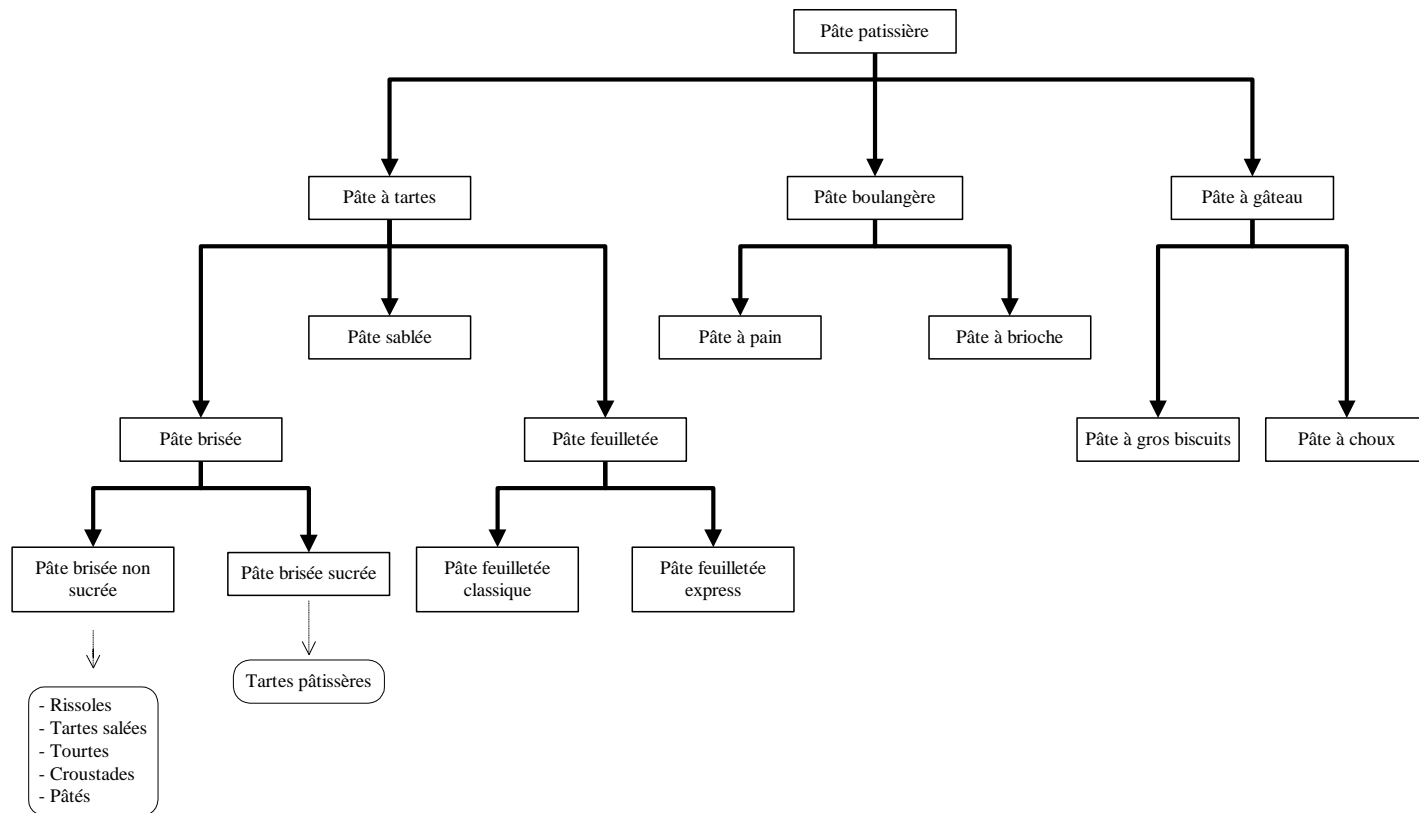 Pâte patissière
Pâte à tartes
Pâte boulangère
Pâte à gâteau
Pâte sablée
Pâte à pain
Pâte à brioche
Pâte brisée
Pâte feuilletée
Pâte à gros biscuits
Pâte à choux
Pâte brisée non
sucrée
Pâte brisée sucrée
Pâte feuilletée
classique
Pâte feuilletée
express
Tartes pâtissères
- Rissoles
- Tartes salées
- Tourtes
- Croustades
- Pâtés